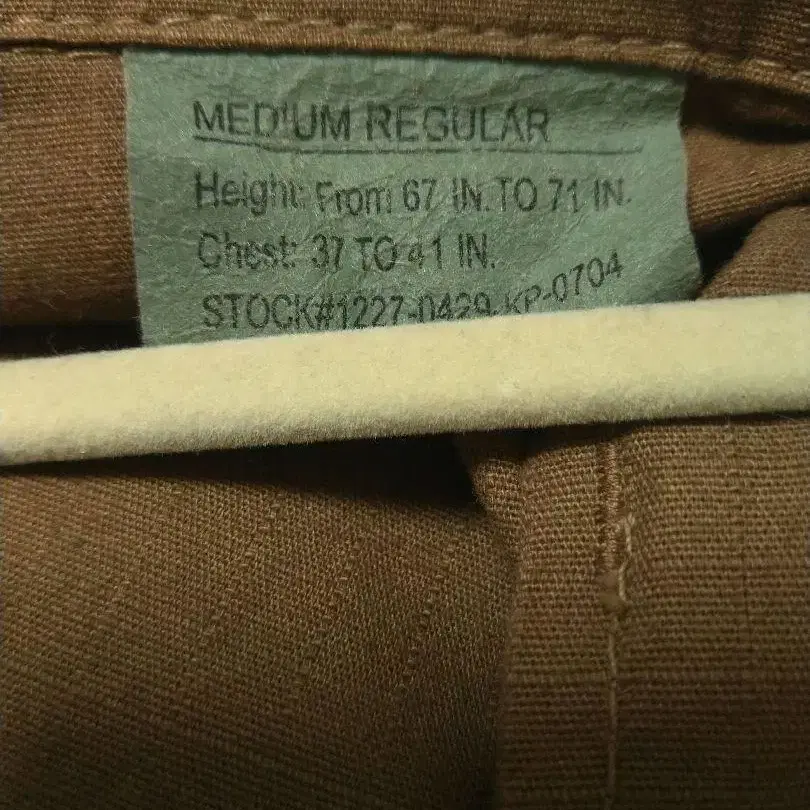 MEDIUM REGULAR
Height: From 67 IN. TO 71 IN.
Chest: 37 TO 41 IN.
STOCK#1227-0429-KP-0704